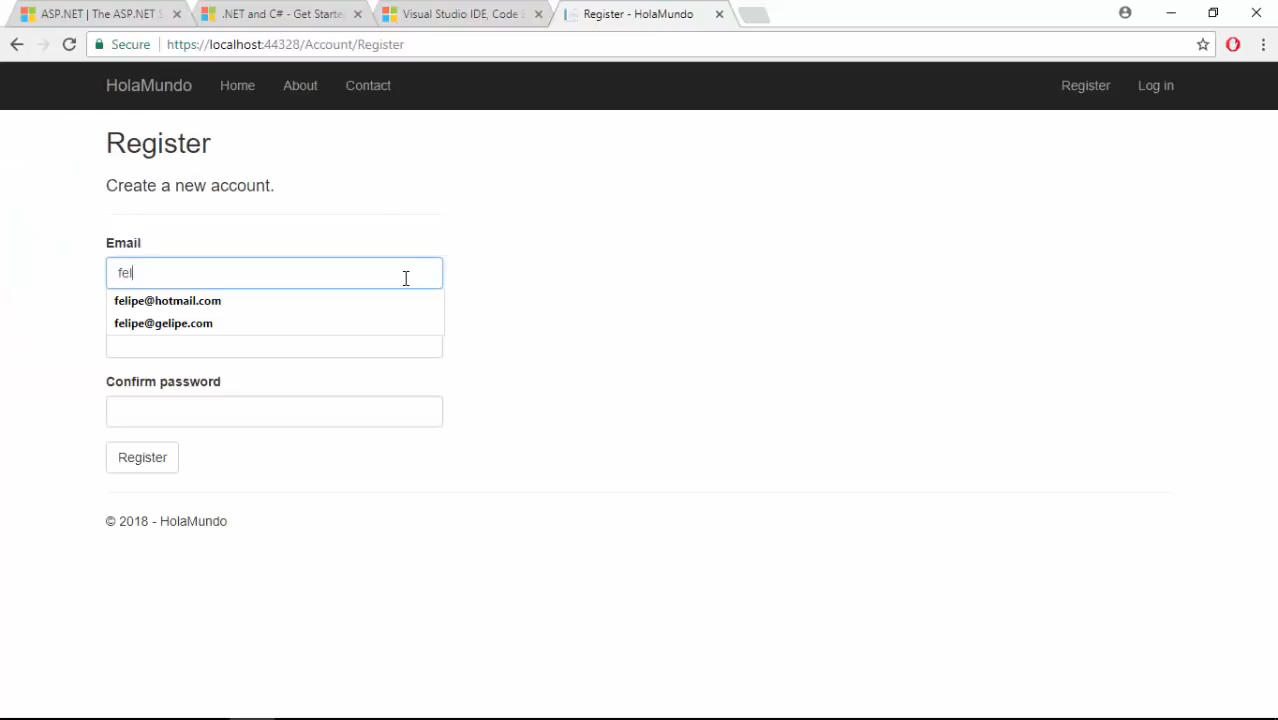 ASP.NET | The ASP.NET S
.NET and C# - Get Starte
Visual Studio IDE, Code E
Register - HolaMundo
Secure
https://localhost:44328/Account/Register
HolaMundo
Home
About
Contact
Register
Log in
Register
Create a new account.
Email
fel
felipe@hotmail.com
felipe@gelipe.com
Confirm password
Register
© 2018 - HolaMundo